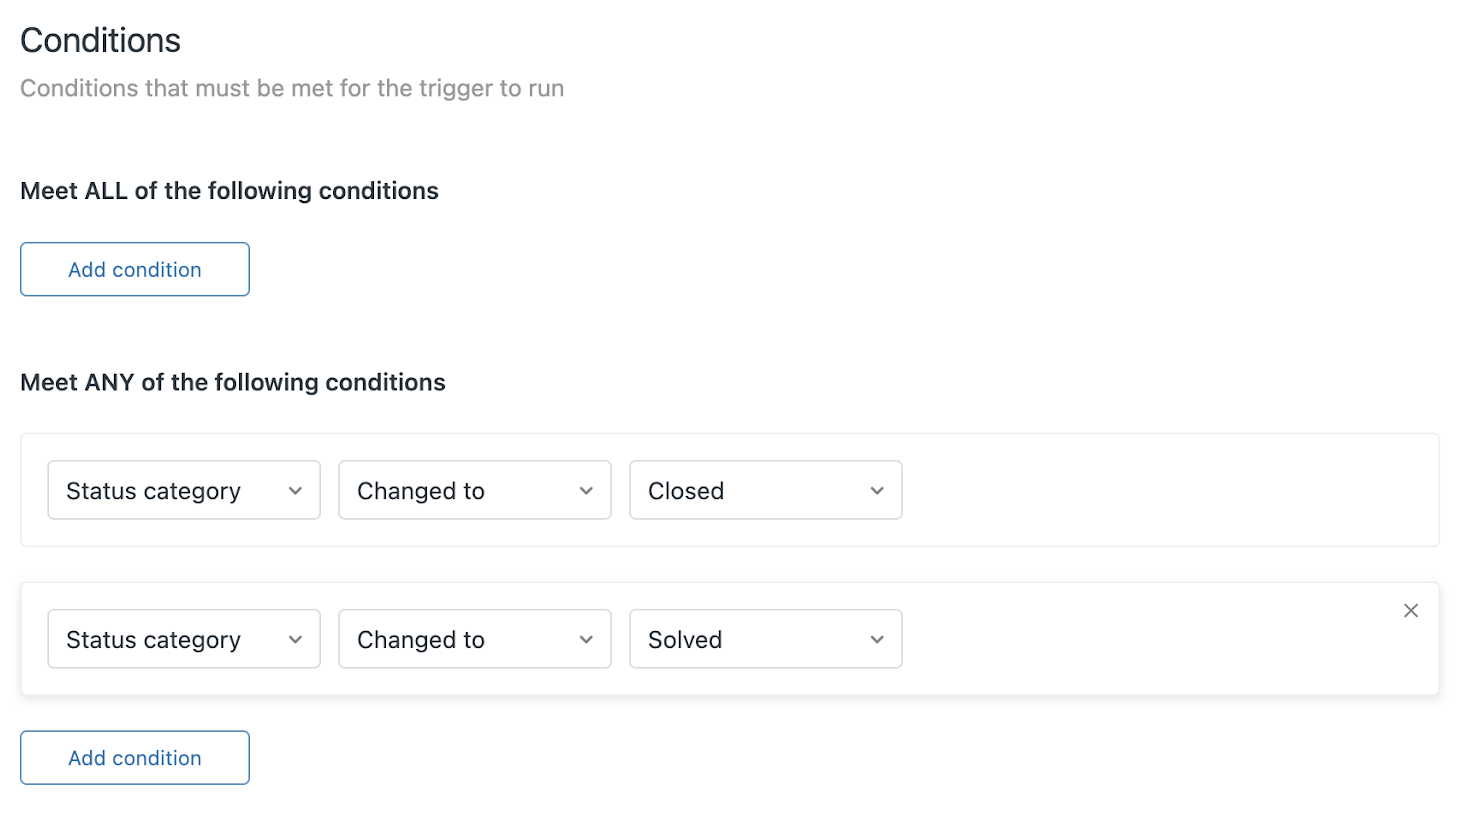 Conditions
Conditions that must be met for the trigger to run
Meet ALL of the following conditions
Add condition
Meet ANY of the following conditions
Status category Changed to Closed
Status category Changed to Solved
Add condition